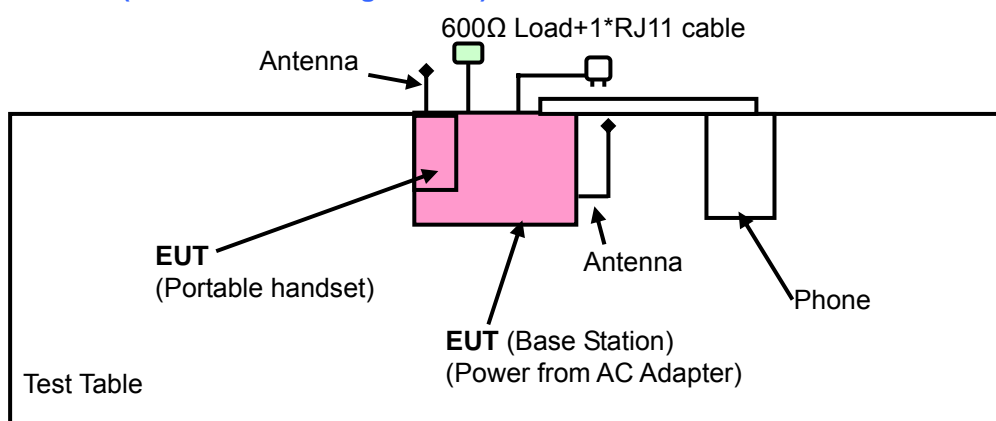 600Ω Load+1*RJ11 cable
Antenna
EUT
(Portable handset)
Antenna
Phone
EUT (Base Station)
(Power from AC Adapter)
Test Table